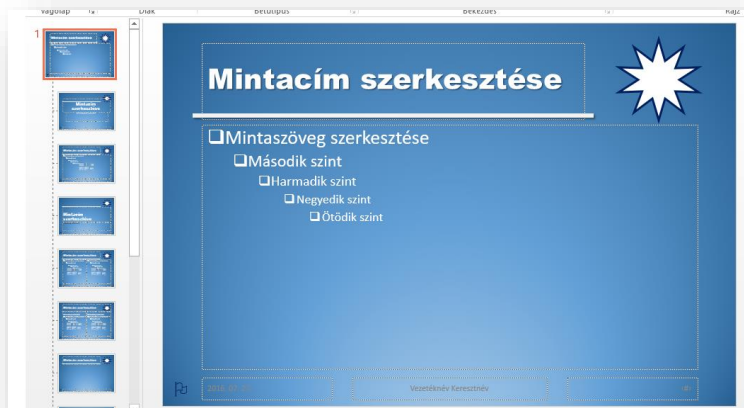 Vágólap
Diák
Betűtípus
Bekezdés
Rajz
1
Mintacím szerkesztése
Mintaszöveg szerkesztése
Második szint
Harmadik szint
Negyedik szint
Ötödik szint
Vezetéknév Keresztnév
‹#›